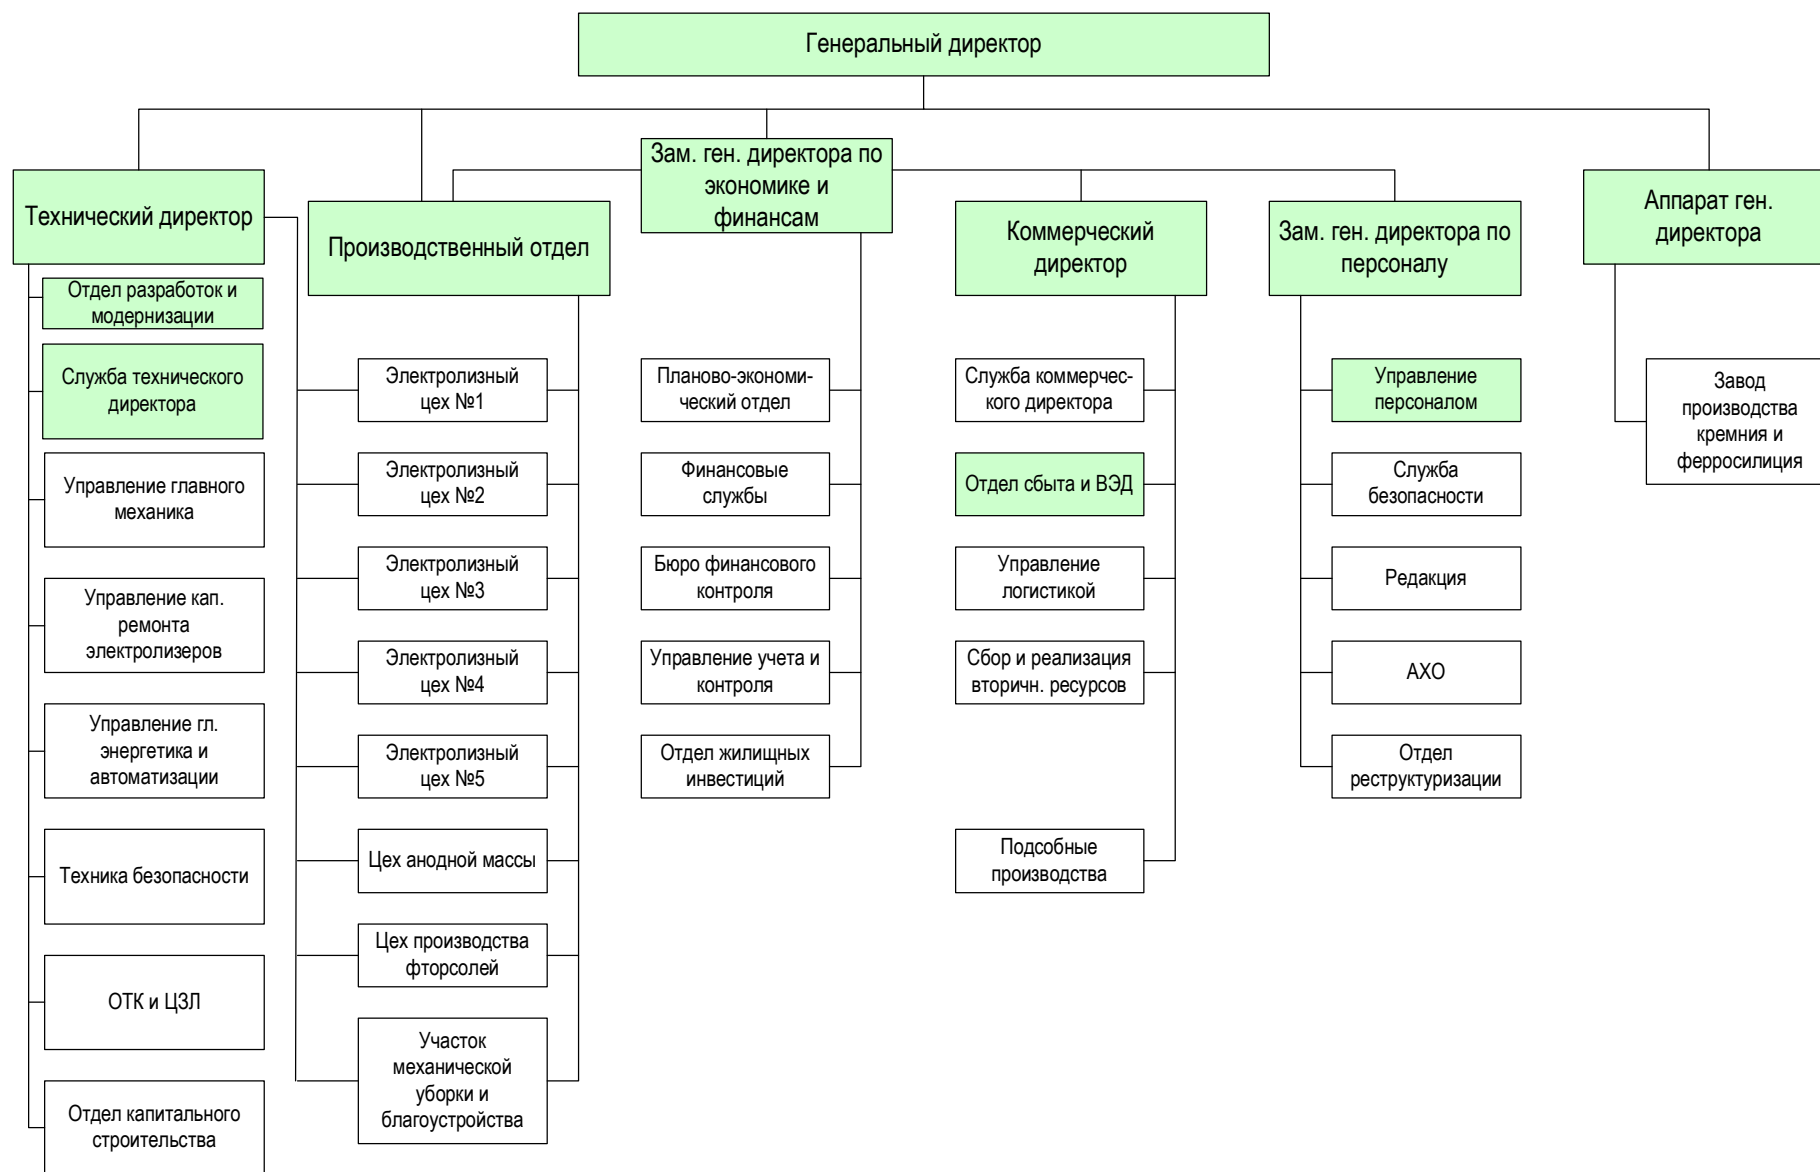 Генеральный директор
Технический директор
Производственный отдел
Зам. ген. директора по
экономике и
финансам
Коммерческий
директор
Зам. ген. директора по
персоналу
Аппарат ген.
директора
Отдел разработок и
модернизации
Служба технического
директора
Управление главного
механика
Управление кап.
ремонта
электролизеров
Управление гл.
энергетика и
автоматизации
Техника безопасности
ОТК и ЦЗЛ
Отдел капитального
строительства
Электролизный
цех №1
Электролизный
цех №2
Электролизный
цех №3
Электролизный
цех №4
Электролизный
цех №5
Цех анодной массы
Цех производства
фторсолей
Участок
механической
уборки и
благоустройства
Планово-экономи-
ческий отдел
Финансовые
службы
Бюро финансового
контроля
Управление учета и
контроля
Отдел жилищных
инвестиций
Служба коммерчес-
кого директора
Отдел сбыта и ВЭД
Управление
логистикой
Сбор и реализация
вторичн. ресурсов
Подсобные
производства
Управление
персоналом
Служба
безопасности
Редакция
АХО
Отдел
реструктуризации
Завод
производства
кремния и
ферросилиция